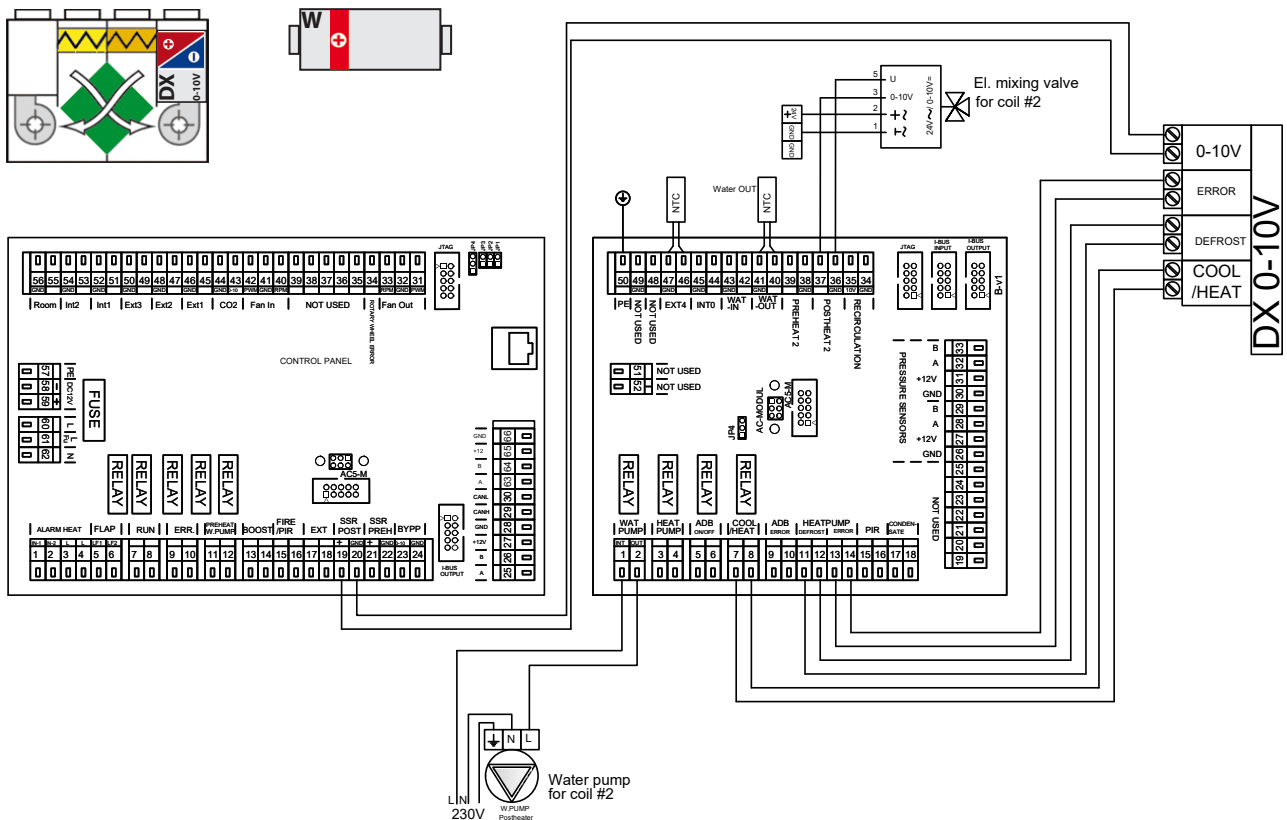 W
DX
0-10V
El. mixing valve
for coil #2
5 U
3 0-10V
2 +~
1 ⊥~
24V ~/ 0-10V=
24V
GND
GND
DX 0-10V
0-10V
ERROR
DEFROST
COOL
/HEAT
Water OUT
NTC
NTC
CONTROL PANEL
JTAG
JP4
JP3
JP2
JP1
56 55 54 53 52 51 50 49 48 47 46 45 44 43 42 41 40 39 38 37 36 35 34 33 32 31
GND GND GND GND GND GND 0-10 PWM GND RPM RPM GND PWM
Room Int2 Int1 Ext3 Ext2 Ext1 CO2 Fan In NOT USED ROTARY WHEEL ERROR Fan Out
57 58 59
PE DC12V - +
60 61 62
L L Fu N
FUSE
RELAY RELAY RELAY RELAY RELAY
AC5-M
GND 66
+12 65
B 64
A 63
CANL 30
CANH 29
GND 28
+12V 27
B 26
A 25
I-BUS
OUTPUT
ALARM HEAT FLAP RUN ERR. PREHEAT W.PUMP BOOST FIRE /PIR EXT SSR POST SSR PREH BYPP
IN-1 IN-2 L L LF1 LF2 + GND + GND 0-10 GND
1 2 3 4 5 6 7 8 9 10 11 12 13 14 15 16 17 18 19 20 21 22 23 24
50 49 48 47 46 45 44 43 42 41 40 39 38 37 36 35 34
GND GND GND GND GND GND GND 10V GND
PE NOT USED NOT USED EXT4 INT0 WAT -IN WAT -OUT PREHEAT 2 POSTHEAT 2 RECIRCULATION
JTAG
I-BUS
INPUT
I-BUS
OUTPUT
B-v1
51 NOT USED
52 NOT USED
AC-MODUL
AC5-M
JP4
PRESSURE SENSORS
B 33
A 32
+12V 31
GND 30
B 29
A 28
+12V 27
GND 26
25
24
23
22
21
20
19
NOT USED
RELAY RELAY RELAY RELAY
WAT PUMP HEAT PUMP ADB ON/OFF COOL /HEAT ADB ERROR HEATPUMP DEFROST ERROR PIR CONDEN- SATE
INT OUT
1 2 3 4 5 6 7 8 9 10 11 12 13 14 15 16 17 18
N L
Water pump
for coil #2
W.PUMP
Postheater
L N
230V